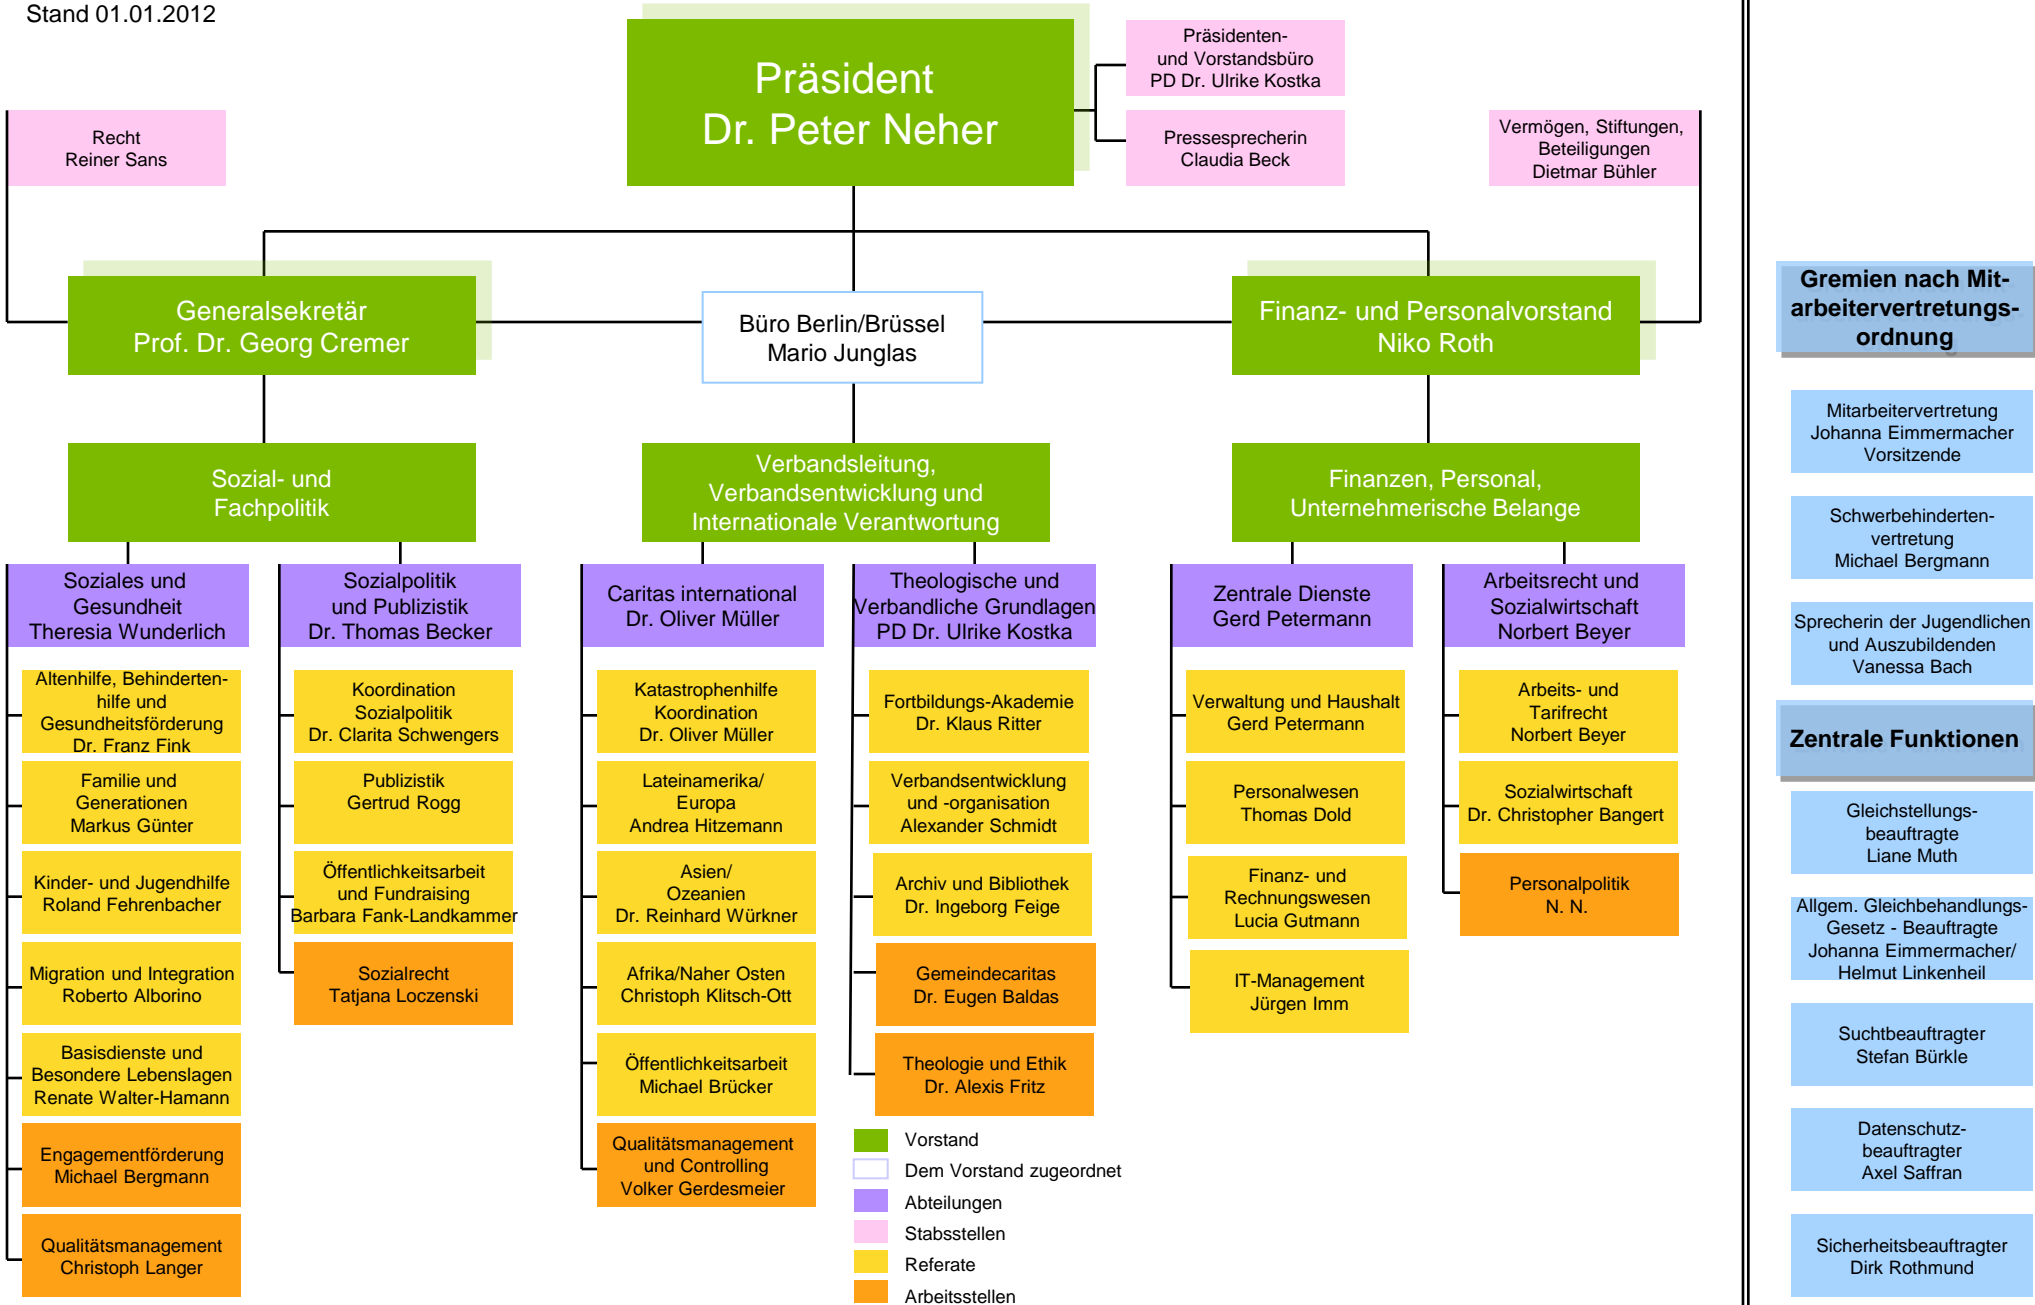 Stand 01.01.2012
Präsident
Dr. Peter Neher
Präsidenten-
und Vorstandsbüro
PD Dr. Ulrike Kostka
Pressesprecherin
Claudia Beck
Recht
Reiner Sans
Vermögen, Stiftungen,
Beteiligungen
Dietmar Bühler
Generalsekretär
Prof. Dr. Georg Cremer
Büro Berlin/Brüssel
Mario Junglas
Finanz- und Personalvorstand
Niko Roth
Sozial- und
Fachpolitik
Verbandsleitung,
Verbandsentwicklung und
Internationale Verantwortung
Finanzen, Personal,
Unternehmerische Belange
Soziales und
Gesundheit
Theresia Wunderlich
Altenhilfe, Behinderten-
hilfe und
Gesundheitsförderung
Dr. Franz Fink
Familie und
Generationen
Markus Günter
Kinder- und Jugendhilfe
Roland Fehrenbacher
Migration und Integration
Roberto Alborino
Basisdienste und
Besondere Lebenslagen
Renate Walter-Hamann
Engagementförderung
Michael Bergmann
Qualitätsmanagement
Christoph Langer
Sozialpolitik
und Publizistik
Dr. Thomas Becker
Koordination
Sozialpolitik
Dr. Clarita Schwengers
Publizistik
Gertrud Rogg
Öffentlichkeitsarbeit
und Fundraising
Barbara Fank-Landkammer
Sozialrecht
Tatjana Loczenski
Caritas international
Dr. Oliver Müller
Katastrophenhilfe
Koordination
Dr. Oliver Müller
Lateinamerika/
Europa
Andrea Hitzemann
Asien/
Ozeanien
Dr. Reinhard Würkner
Afrika/Naher Osten
Christoph Klitsch-Ott
Öffentlichkeitsarbeit
Michael Brücker
Qualitätsmanagement
und Controlling
Volker Gerdesmeier
Theologische und
Verbandliche Grundlagen
PD Dr. Ulrike Kostka
Fortbildungs-Akademie
Dr. Klaus Ritter
Verbandsentwicklung
und -organisation
Alexander Schmidt
Archiv und Bibliothek
Dr. Ingeborg Feige
Gemeindecaritas
Dr. Eugen Baldas
Theologie und Ethik
Dr. Alexis Fritz
Zentrale Dienste
Gerd Petermann
Verwaltung und Haushalt
Gerd Petermann
Personalwesen
Thomas Dold
Finanz- und
Rechnungswesen
Lucia Gutmann
IT-Management
Jürgen Imm
Arbeitsrecht und
Sozialwirtschaft
Norbert Beyer
Arbeits- und
Tarifrecht
Norbert Beyer
Sozialwirtschaft
Dr. Christopher Bangert
Personalpolitik
N. N.
Vorstand
Dem Vorstand zugeordnet
Abteilungen
Stabsstellen
Referate
Arbeitsstellen
Gremien nach Mit-
arbeitervertretungs-
ordnung
Mitarbeitervertretung
Johanna Eimmermacher
Vorsitzende
Schwerbehinderten-
vertretung
Michael Bergmann
Sprecherin der Jugendlichen
und Auszubildenden
Vanessa Bach
Zentrale Funktionen
Gleichstellungs-
beauftragte
Liane Muth
Allgem. Gleichbehandlungs-
Gesetz - Beauftragte
Johanna Eimmermacher/
Helmut Linkenheil
Suchtbeauftragter
Stefan Bürkle
Datenschutz-
beauftragter
Axel Saffran
Sicherheitsbeauftragter
Dirk Rothmund